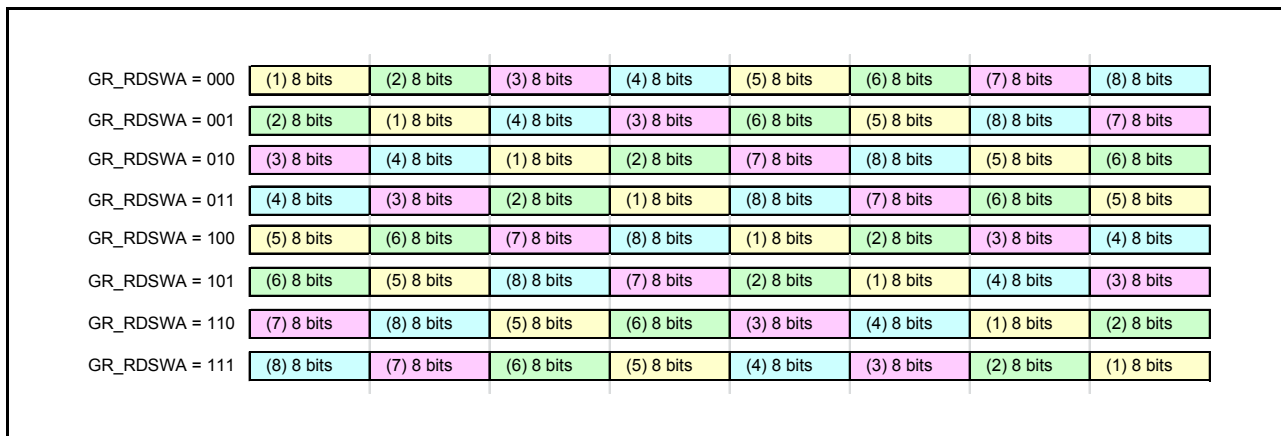 GR_RDSWA = 000 (1) 8 bits (2) 8 bits (3) 8 bits (4) 8 bits (5) 8 bits (6) 8 bits (7) 8 bits (8) 8 bits
GR_RDSWA = 001 (2) 8 bits (1) 8 bits (4) 8 bits (3) 8 bits (6) 8 bits (5) 8 bits (8) 8 bits (7) 8 bits
GR_RDSWA = 010 (3) 8 bits (4) 8 bits (1) 8 bits (2) 8 bits (7) 8 bits (8) 8 bits (5) 8 bits (6) 8 bits
GR_RDSWA = 011 (4) 8 bits (3) 8 bits (2) 8 bits (1) 8 bits (8) 8 bits (7) 8 bits (6) 8 bits (5) 8 bits
GR_RDSWA = 100 (5) 8 bits (6) 8 bits (7) 8 bits (8) 8 bits (1) 8 bits (2) 8 bits (3) 8 bits (4) 8 bits
GR_RDSWA = 101 (6) 8 bits (5) 8 bits (8) 8 bits (7) 8 bits (2) 8 bits (1) 8 bits (4) 8 bits (3) 8 bits
GR_RDSWA = 110 (7) 8 bits (8) 8 bits (5) 8 bits (6) 8 bits (3) 8 bits (4) 8 bits (1) 8 bits (2) 8 bits
GR_RDSWA = 111 (8) 8 bits (7) 8 bits (6) 8 bits (5) 8 bits (4) 8 bits (3) 8 bits (2) 8 bits (1) 8 bits